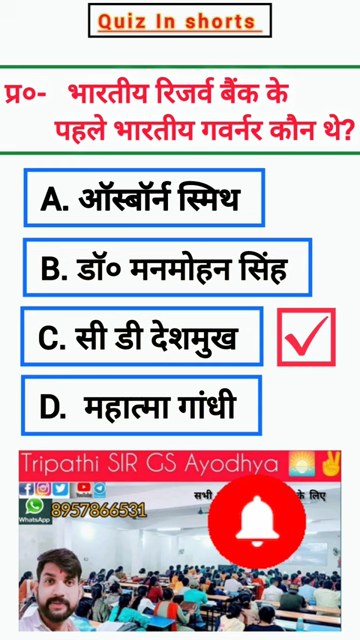 Quiz In shorts
प्र०- भारतीय रिजर्व बैंक के
पहले भारतीय गवर्नर कौन थे?
A. ऑस्बॉर्न स्मिथ
B. डॉ० मनमोहन सिंह
C. सी डी देशमुख
D. महात्मा गांधी
Tripathi SIR GS Ayodhya
सभी
के लिए
WhatsApp
8957866531